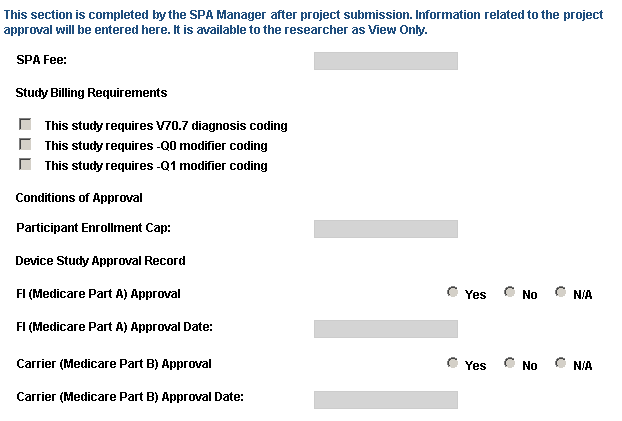 This section is completed by the SPA Manager after project submission. Information related to the project
approval will be entered here. It is available to the researcher as View Only.
SPA Fee:
Study Billing Requirements
This study requires V70.7 diagnosis coding
This study requires -Q0 modifier coding
This study requires -Q1 modifier coding
Conditions of Approval
Participant Enrollment Cap:
Device Study Approval Record
FI (Medicare Part A) Approval Yes No N/A
FI (Medicare Part A) Approval Date:
Carrier (Medicare Part B) Approval Yes No N/A
Carrier (Medicare Part B) Approval Date: